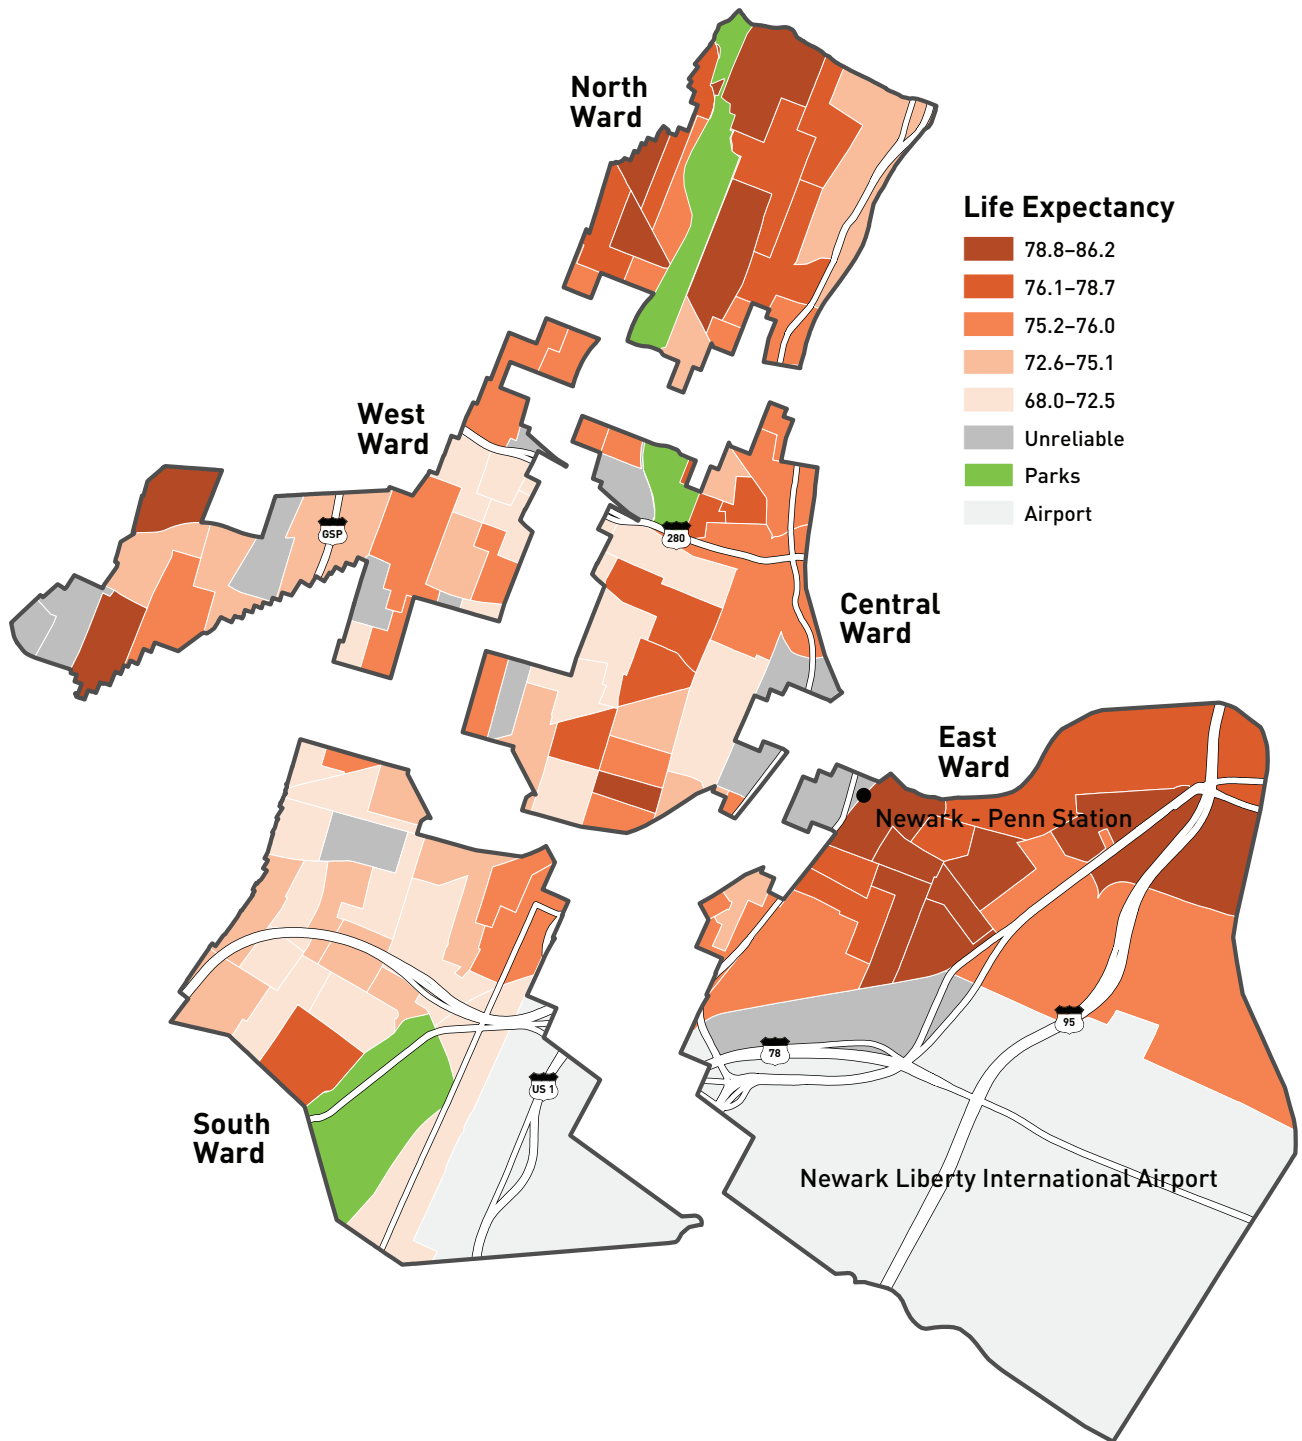 North
Ward
Life Expectancy
78.8–86.2
76.1–78.7
75.2–76.0
72.6–75.1
68.0–72.5
Unreliable
Parks
Airport
West
Ward
GSP
280
Central
Ward
East
Ward
Newark - Penn Station
95
78
US 1
South
Ward
Newark Liberty International Airport